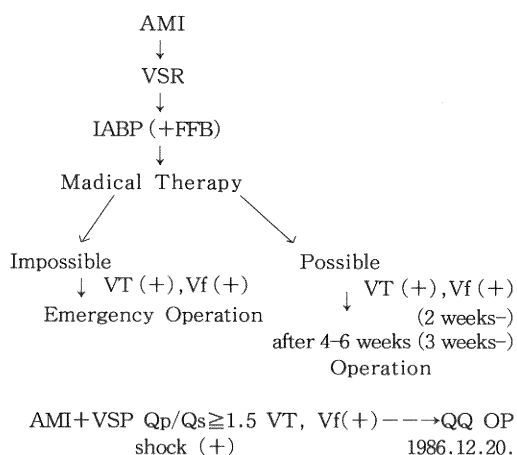 AMI
↓
VSR
↓
IABP (+FFB)
↓
Madical Therapy
Impossible
↓ VT (+), Vf (+)
Emergency Operation
Possible
↓ VT (+), Vf (+)
(2 weeks-)
after 4-6 weeks (3 weeks-)
Operation
AMI+VSP Qp/Qs≧1.5 VT, Vf(+)---→QQ OP
shock (+) 1986.12.20.